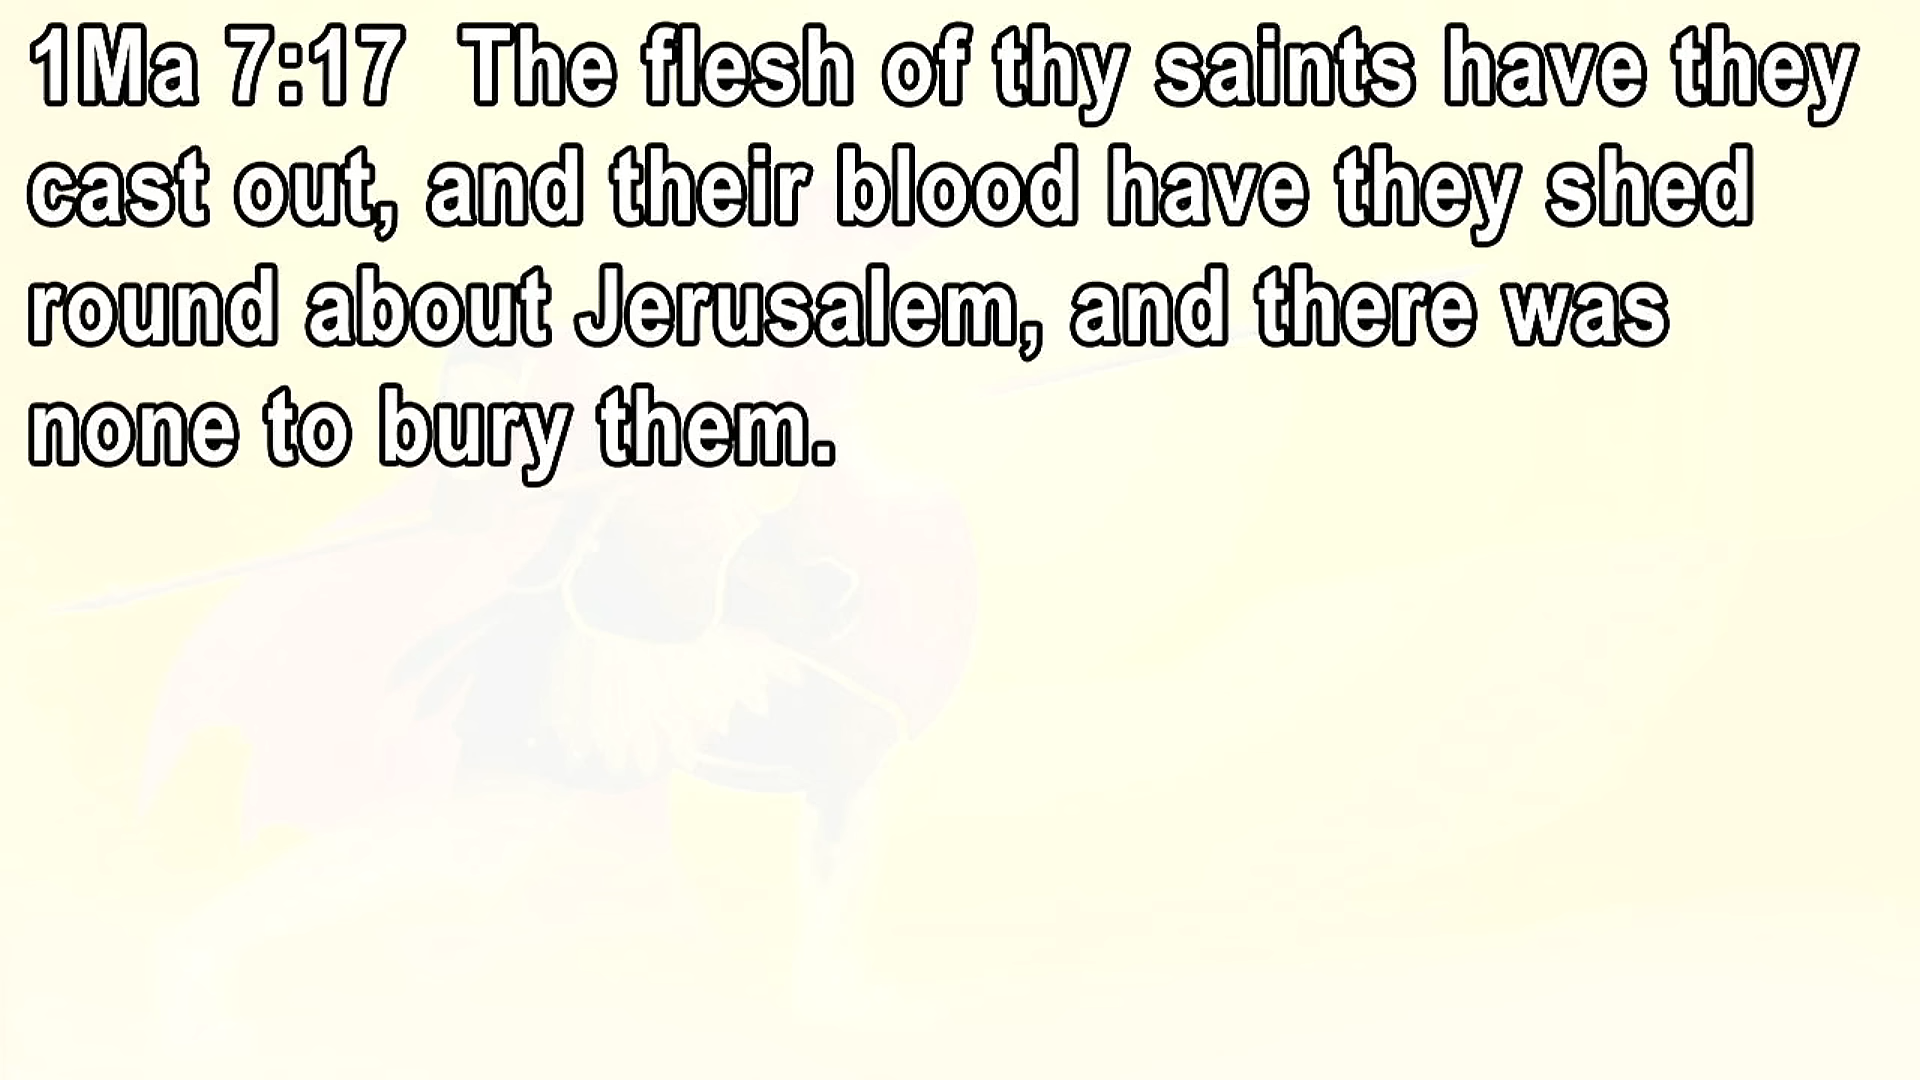 1Ma 7:17  The flesh of thy saints have they
cast out, and their blood have they shed
round about Jerusalem, and there was
none to bury them.